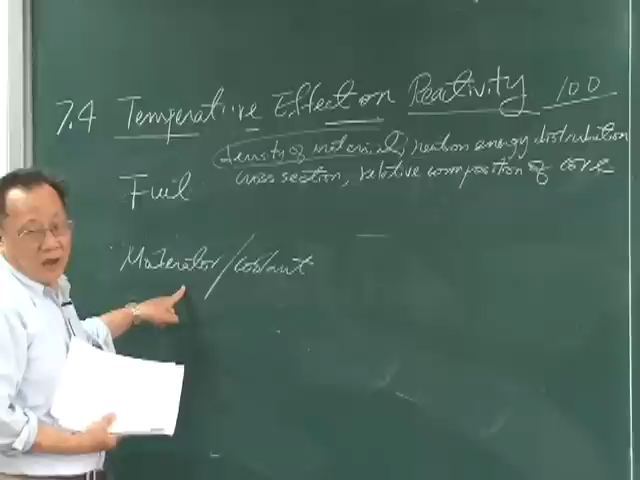 7.4 Temperature Effect on Reactivity 100
density of materials, neutron energy distribution
cross section, relative composition of core
Fuel
Moderator/coolant